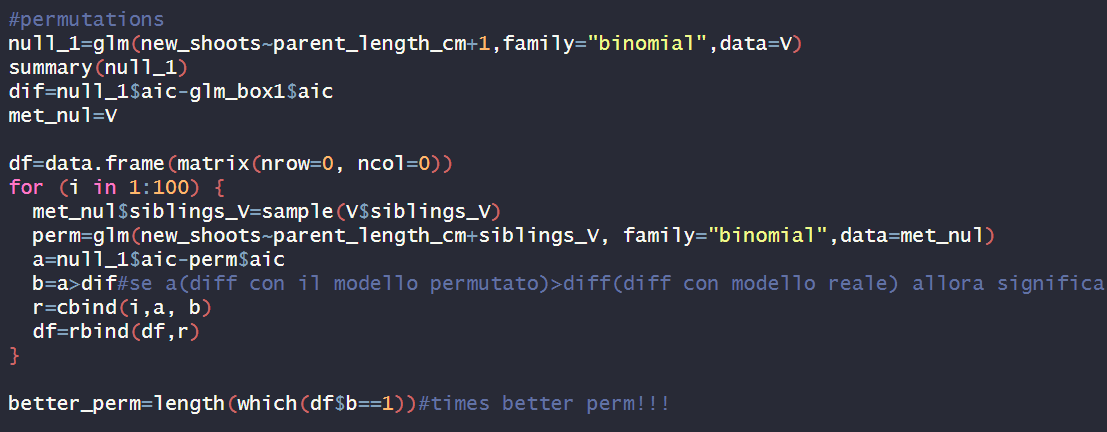 #permutations
null_1=glm(new_shoots~parent_length_cm+1,family="binomial",data=V)
summary(null_1)
dif=null_1$aic-glm_box1$aic
met_nul=V
df=data.frame(matrix(nrow=0, ncol=0))
for (i in 1:100) {
  met_nul$siblings_V=sample(V$siblings_V)
  perm=glm(new_shoots~parent_length_cm+siblings_V, family="binomial",data=met_nul)
  a=null_1$aic-perm$aic
  b=a>dif#se a(diff con il modello permutato)>diff(diff con modello reale) allora significa
  r=cbind(i,a, b)
  df=rbind(df,r)
}
better_perm=length(which(df$b==1))#times better perm!!!